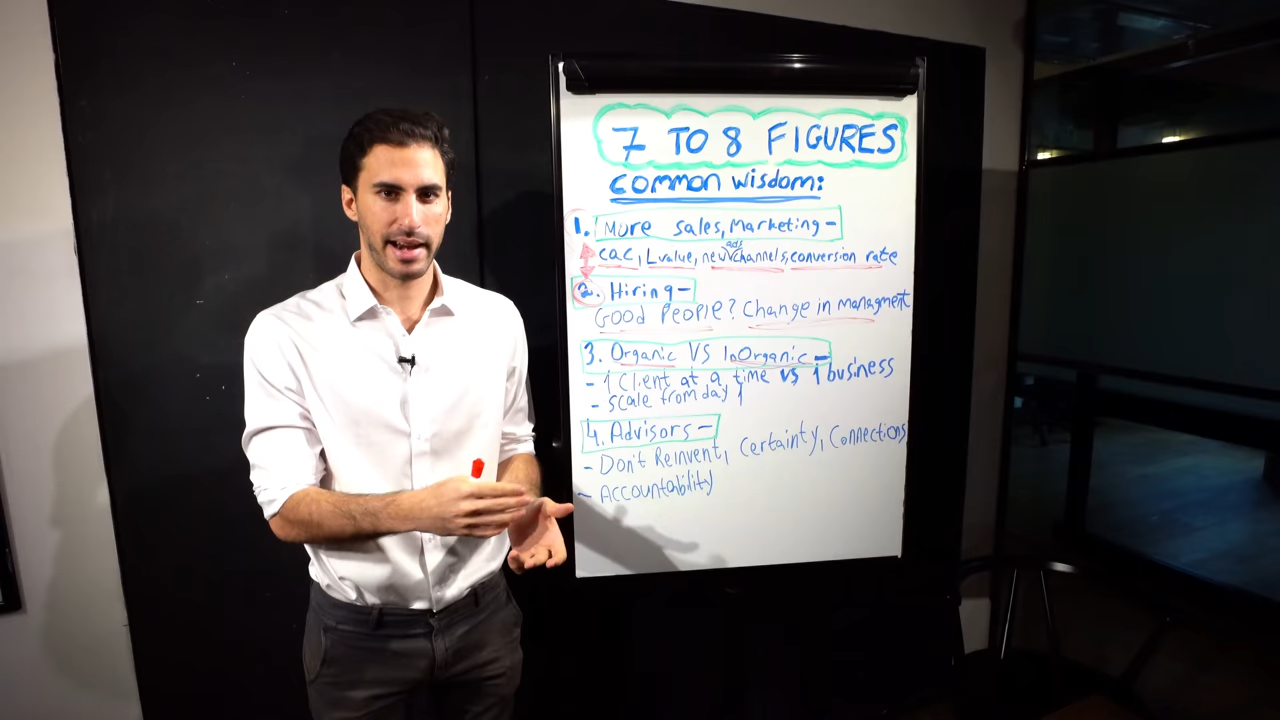 7 TO 8 FIGURES
COMMON WISDOM:
1. More sales, Marketing -
CAC, Lvalue, new ads channels, conversion rate
2. Hiring -
Good People? Change in managment
3. Organic VS InOrganic -
- 1 Client at a time VS 1 business
- Scale from day 1
4. Advisors -
- Don't Reinvent, Certainty, Connections
- Accountability